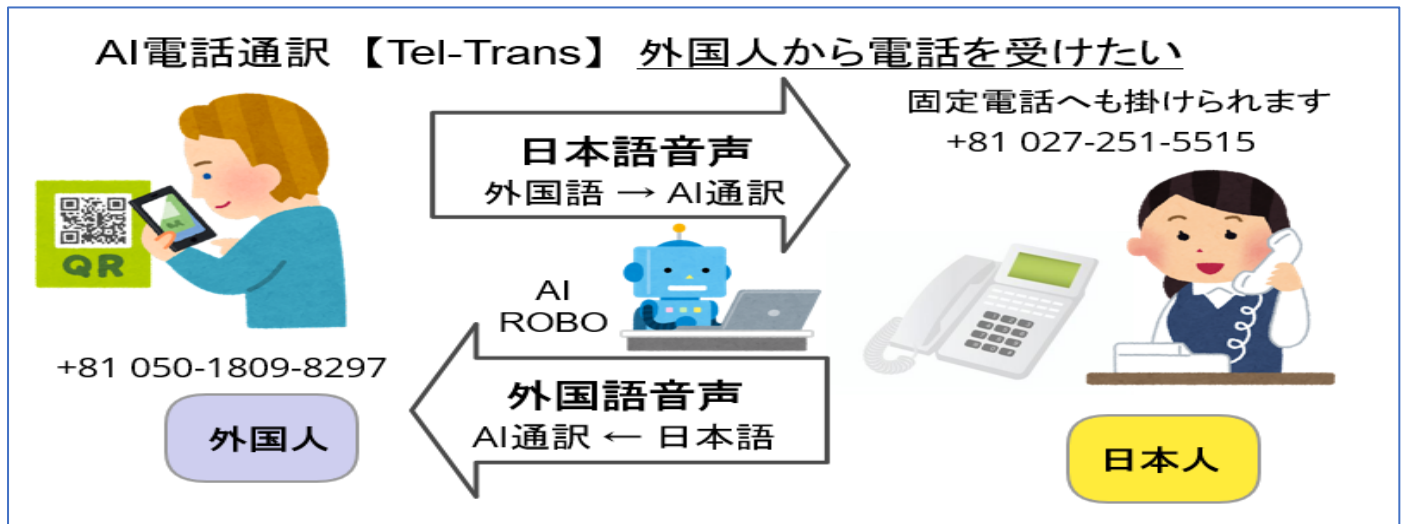 AI電話通訳 【Tel-Trans】 外国人から電話を受けたい
固定電話へも掛けられます
+81 027-251-5515
日本語音声
外国語 → AI通訳
QR
AI
ROBO
+81 050-1809-8297
外国語音声
AI通訳 ← 日本語
外国人
日本人